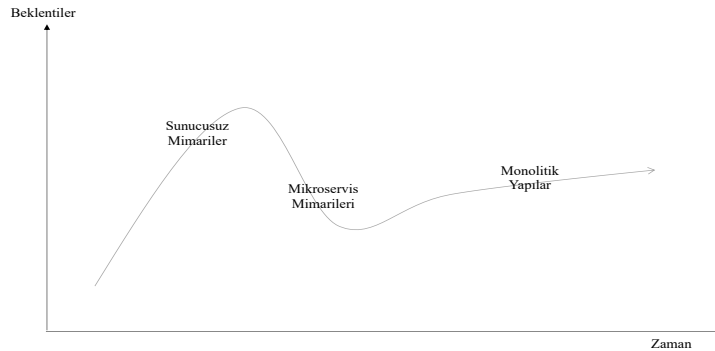 Beklentiler
Sunucusuz
Mimariler
Mikroservis
Mimarileri
Monolitik
Yapılar
Zaman